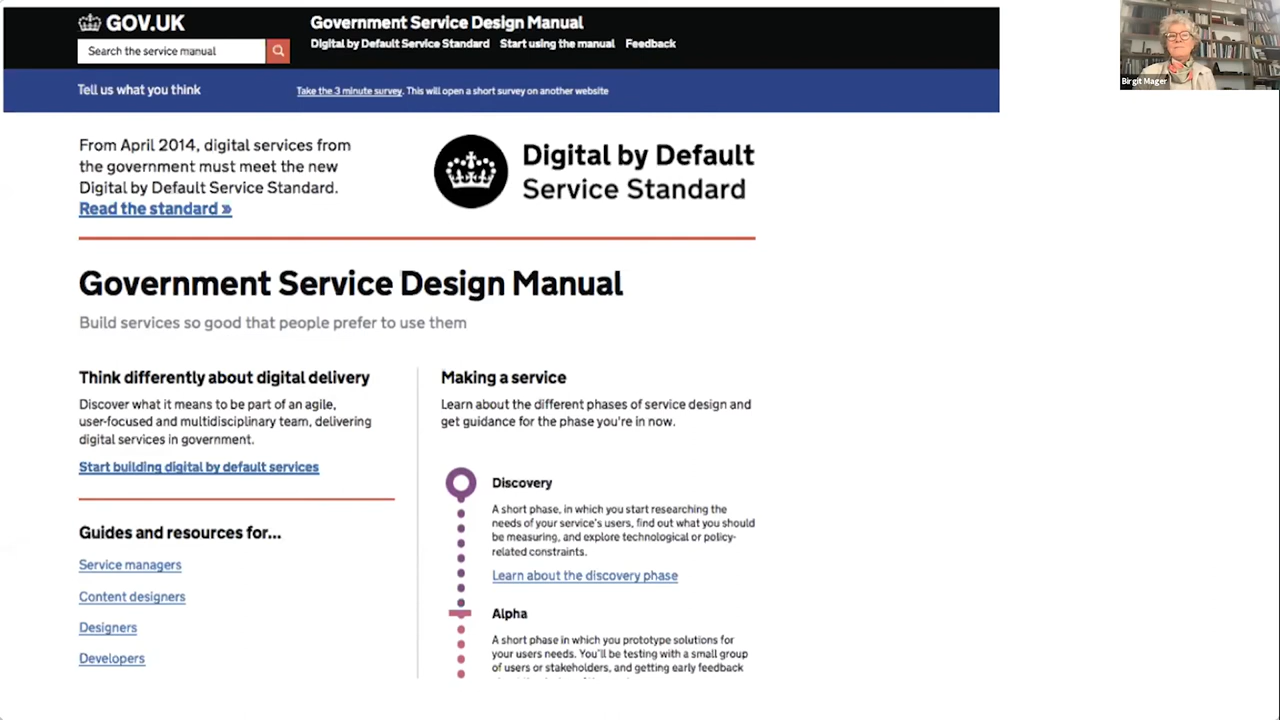 GOV.UK
Search the service manual
Government Service Design Manual
Digital by Default Service Standard Start using the manual Feedback
Tell us what you think
Take the 3 minute survey. This will open a short survey on another website
Birgit Mager
From April 2014, digital services from
the government must meet the new
Digital by Default Service Standard.
Read the standard »
Digital by Default
Service Standard
Government Service Design Manual
Build services so good that people prefer to use them
Think differently about digital delivery
Discover what it means to be part of an agile,
user-focused and multidisciplinary team, delivering
digital services in government.
Start building digital by default services
Guides and resources for...
Service managers
Content designers
Designers
Developers
Making a service
Learn about the different phases of service design and
get guidance for the phase you're in now.
Discovery
A short phase, in which you start researching the
needs of your service's users, find out what you should
be measuring, and explore technological or policy-
related constraints.
Learn about the discovery phase
Alpha
A short phase in which you prototype solutions for
your users needs. You'll be testing with a small group
of users or stakeholders, and getting early feedback